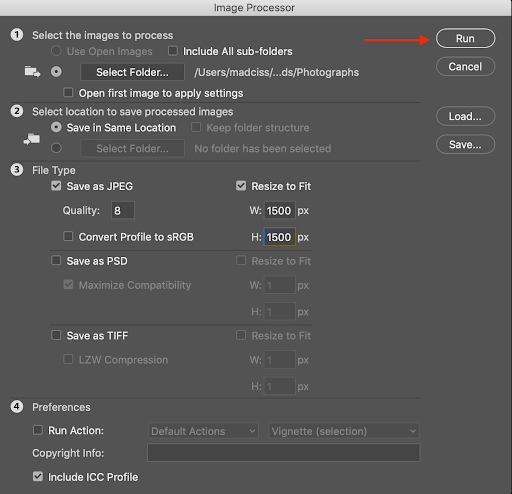 Image Processor
1 Select the images to process
Use Open Images Include All sub-folders
Run
Select Folder... /Users/madciss/...ds/Photographs
Cancel
Open first image to apply settings
2 Select location to save processed images
Load...
Save in Same Location Keep folder structure
Select Folder... No folder has been selected
Save...
3 File Type
Save as JPEG Resize to Fit
Quality: 8 W: 1500 px
Convert Profile to sRGB H: 1500 px
Save as PSD Resize to Fit
Maximize Compatibility W: 1 px
H: 1 px
Save as TIFF Resize to Fit
LZW Compression W: 1 px
H: 1 px
4 Preferences
Run Action: Default Actions Vignette (selection)
Copyright Info:
Include ICC Profile